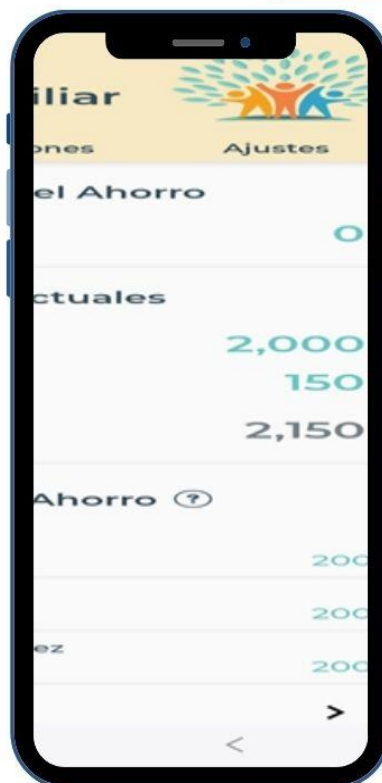 iliar
ones Ajustes
el Ahorro
0
ctuales
2,000
150
2,150
Ahorro ?
200
200
ez
200
>
<